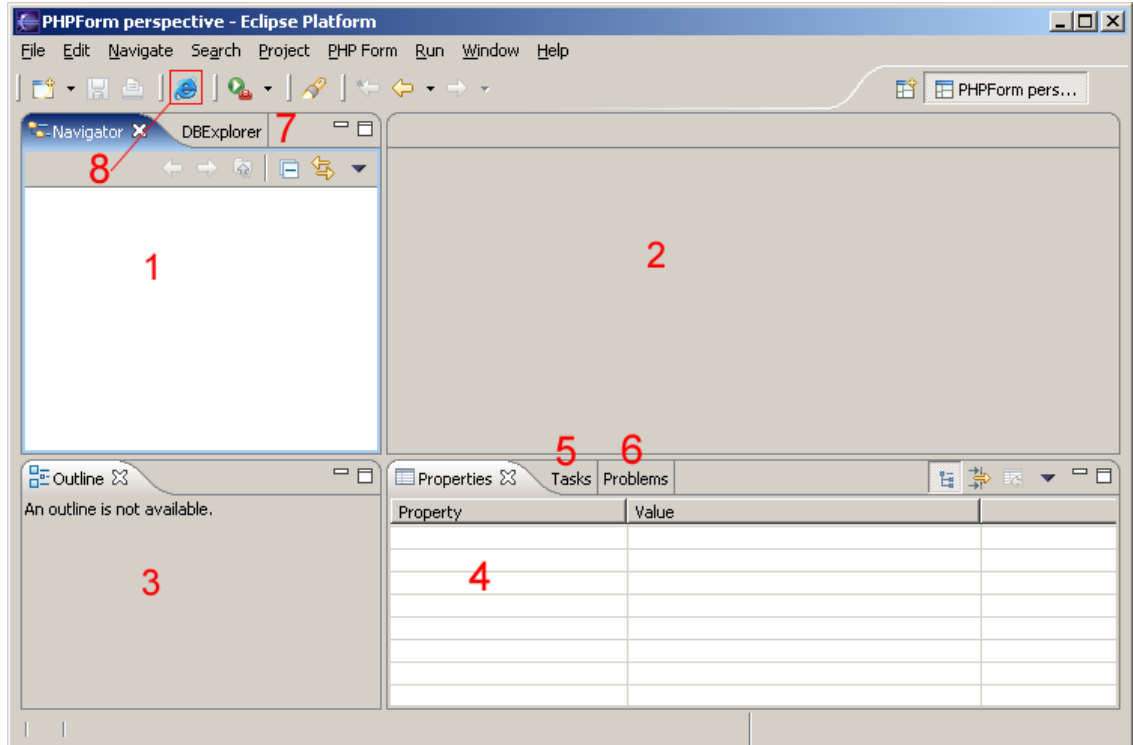 PHPForm perspective - Eclipse Platform
File Edit Navigate Search Project PHP Form Run Window Help
PHPForm pers...
Navigator DBExplorer 7
8
1
2
5 6
Outline Properties Tasks Problems
An outline is not available.
Property Value
3
4